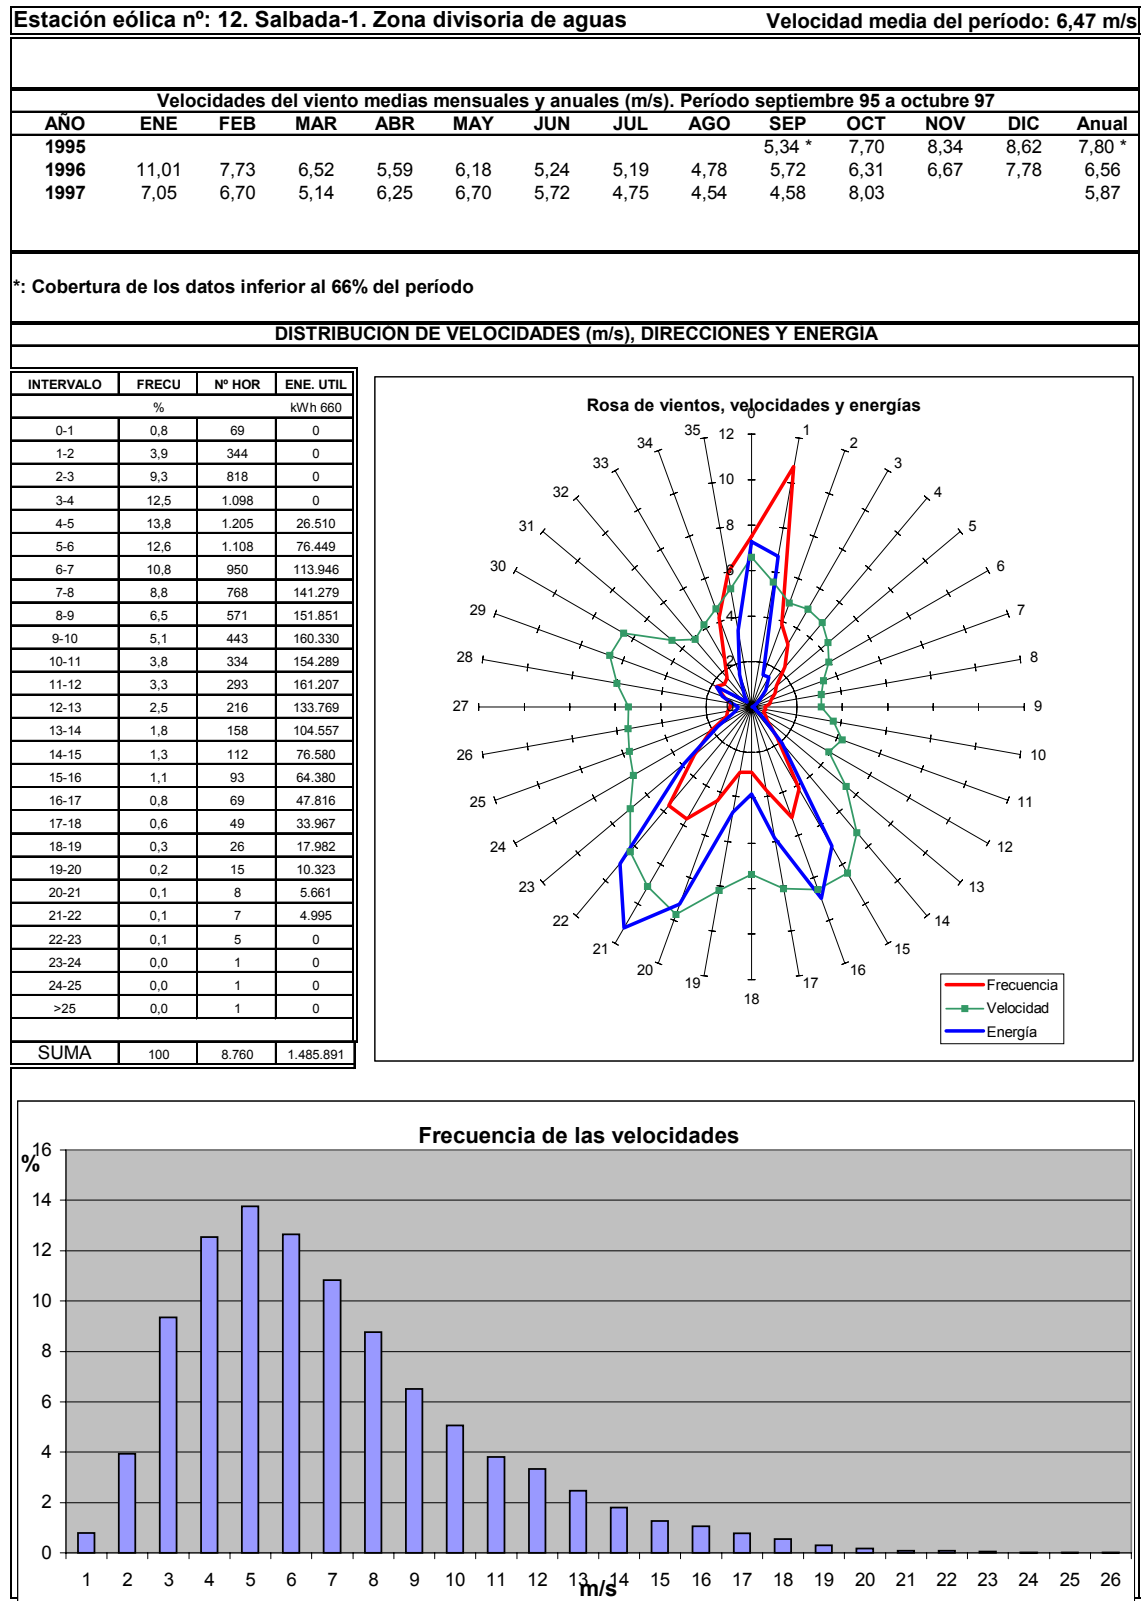 Estación eólica nº: 12. Salbada-1. Zona divisoria de aguas Velocidad media del período: 6,47 m/s
Velocidades del viento medias mensuales y anuales (m/s). Período septiembre 95 a octubre 97
AÑO ENE FEB MAR ABR MAY JUN JUL AGO SEP OCT NOV DIC Anual
1995 5,34 * 7,70 8,34 8,62 7,80 *
1996 11,01 7,73 6,52 5,59 6,18 5,24 5,19 4,78 5,72 6,31 6,67 7,78 6,56
1997 7,05 6,70 5,14 6,25 6,70 5,72 4,75 4,54 4,58 8,03 5,87
*: Cobertura de los datos inferior al 66% del período
DISTRIBUCION DE VELOCIDADES (m/s), DIRECCIONES Y ENERGIA
INTERVALO FRECU Nº HOR ENE. UTIL
% kWh 660
0-1 0,8 69 0
1-2 3,9 344 0
2-3 9,3 818 0
3-4 12,5 1.098 0
4-5 13,8 1.205 26.510
5-6 12,6 1.108 76.449
6-7 10,8 950 113.946
7-8 8,8 768 141.279
8-9 6,5 571 151.851
9-10 5,1 443 160.330
10-11 3,8 334 154.289
11-12 3,3 293 161.207
12-13 2,5 216 133.769
13-14 1,8 158 104.557
14-15 1,3 112 76.580
15-16 1,1 93 64.380
16-17 0,8 69 47.816
17-18 0,6 49 33.967
18-19 0,3 26 17.982
19-20 0,2 15 10.323
20-21 0,1 8 5.661
21-22 0,1 7 4.995
22-23 0,1 5 0
23-24 0,0 1 0
24-25 0,0 1 0
>25 0,0 1 0
SUMA 100 8.760 1.485.891
Rosa de vientos, velocidades y energías
0
1
2
3
4
5
6
7
8
9
10
11
12
13
14
15
16
17
18
19
20
21
22
23
24
25
26
27
28
29
30
31
32
33
34
35
12
10
8
6
4
2
Frecuencia
Velocidad
Energía
Frecuencia de las velocidades
%
16
14
12
10
8
6
4
2
0
1 2 3 4 5 6 7 8 9 10 11 12 13 14 15 16 17 18 19 20 21 22 23 24 25 26
m/s